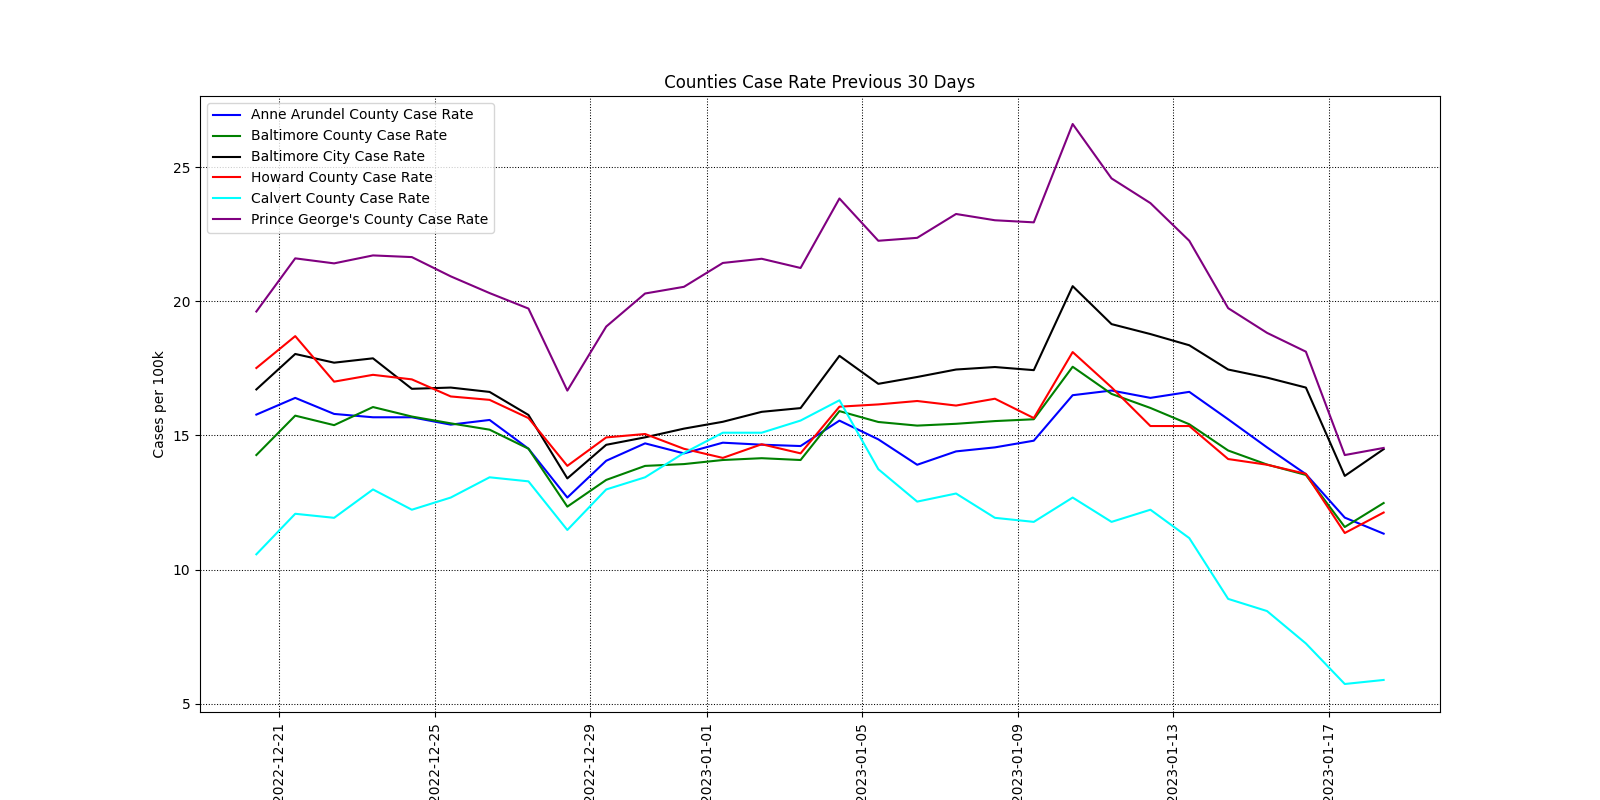 Counties Case Rate Previous 30 Days
Anne Arundel County Case Rate
Baltimore County Case Rate
Baltimore City Case Rate
Howard County Case Rate
Calvert County Case Rate
Prince George's County Case Rate
Cases per 100k
25
20
15
10
5
2022-12-21
2022-12-25
2022-12-29
2023-01-01
2023-01-05
2023-01-09
2023-01-13
2023-01-17